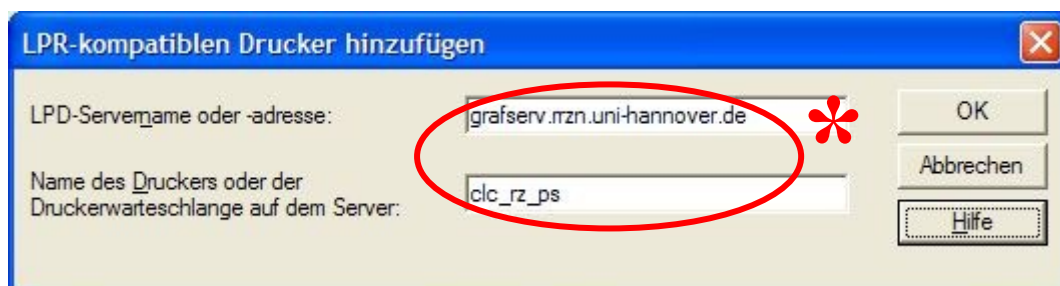 LPR-kompatiblen Drucker hinzufügen
LPD-Servername oder -adresse:
grafserv.rrzn.uni-hannover.de
*
OK
Abbrechen
Name des Druckers oder der
Druckerwarteschlange auf dem Server:
clc_rz_ps
Hilfe